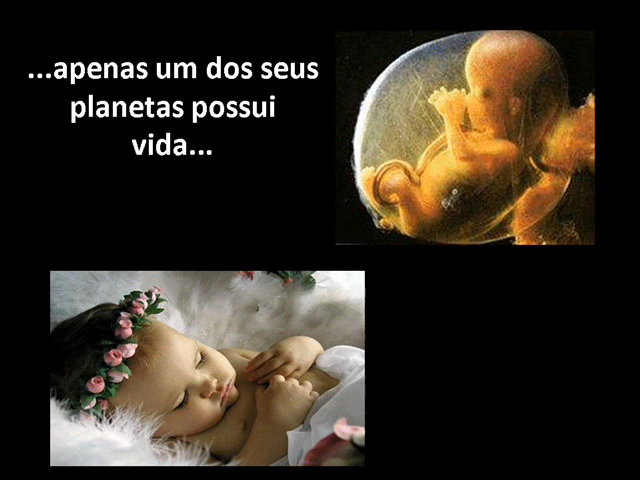 ...apenas um dos seus
planetas possui
vida...